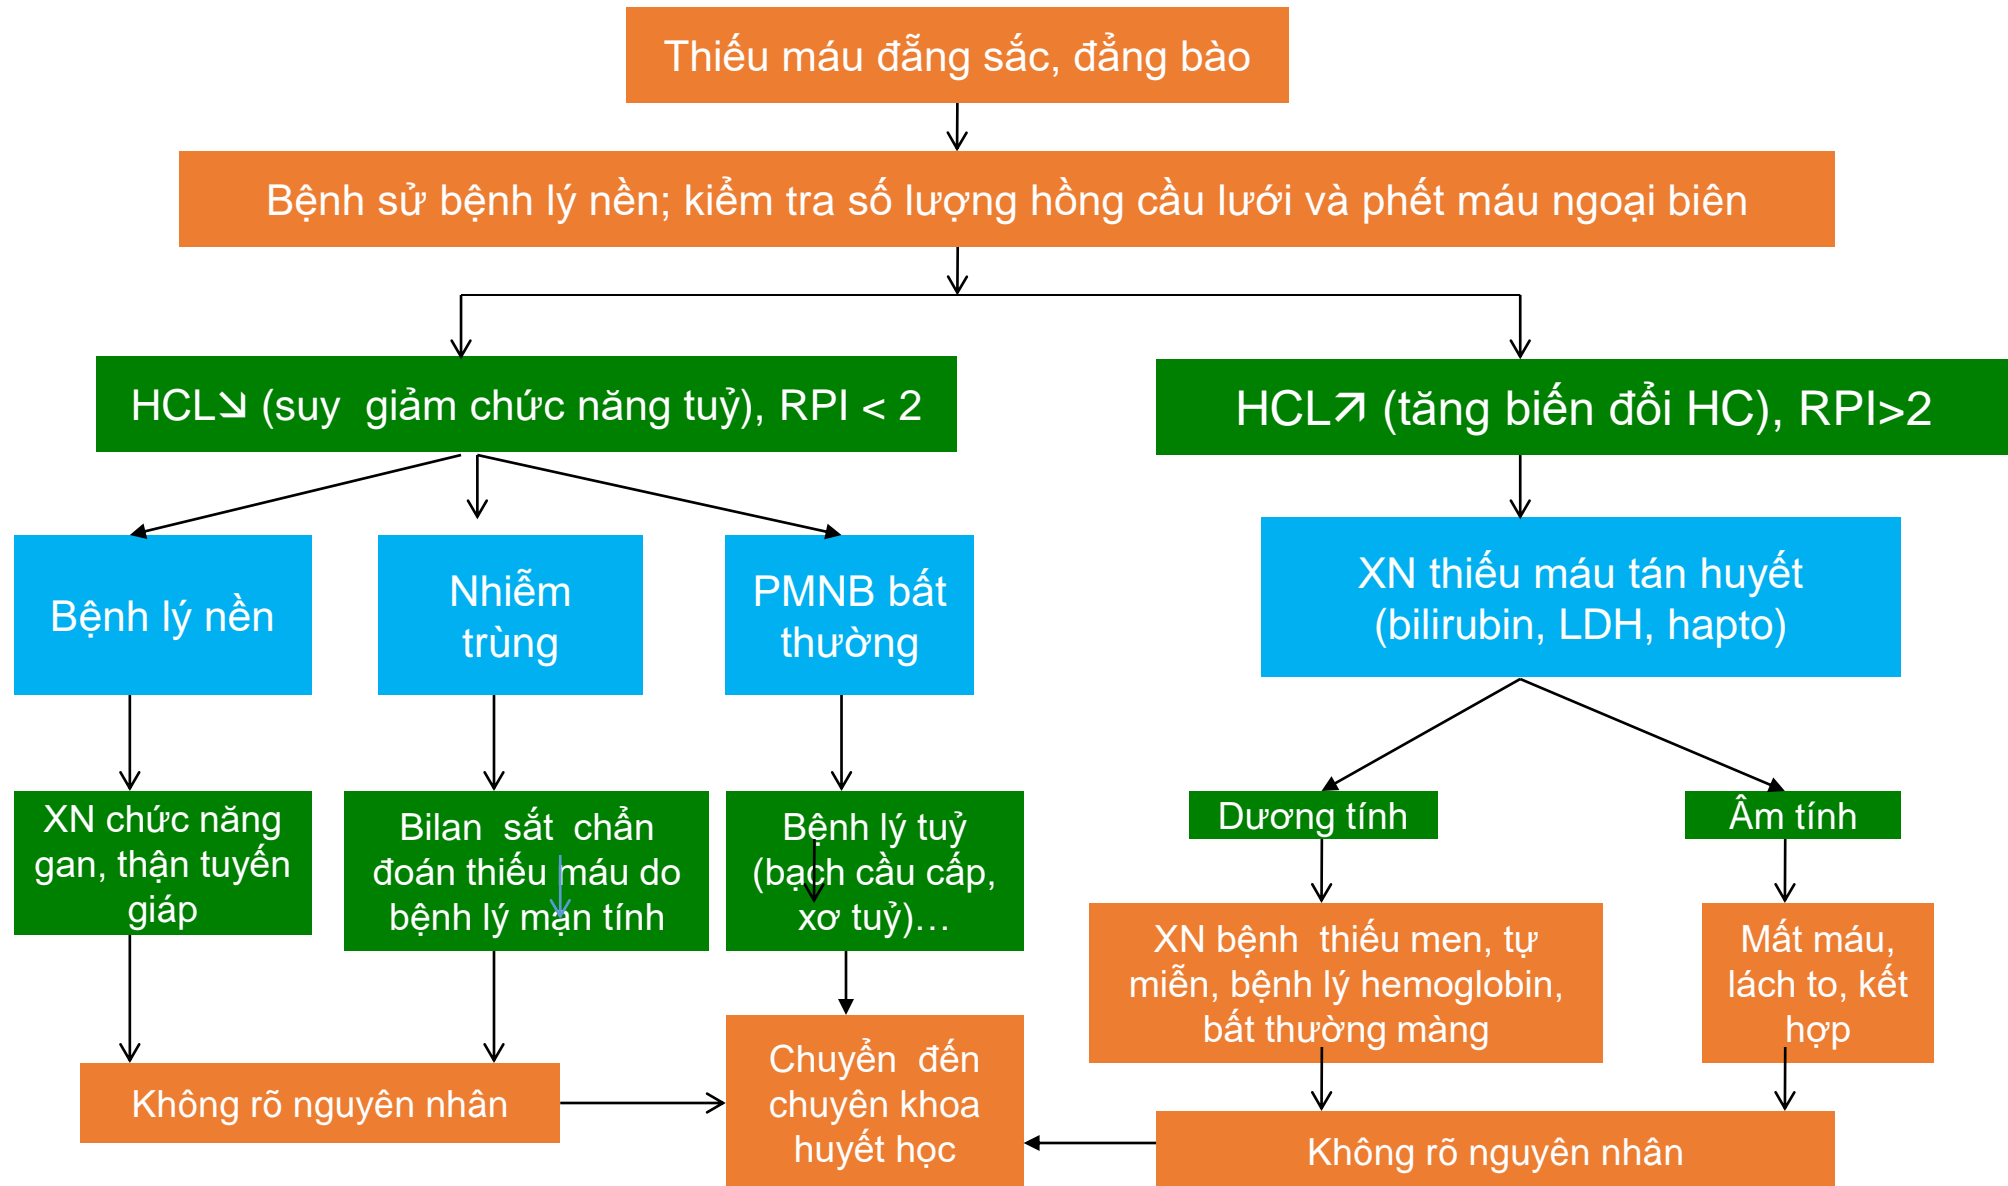 Thiếu máu đẵng sắc, đẳng bào
Bệnh sử bệnh lý nền; kiểm tra số lượng hồng cầu lưới và phết máu ngoại biên
HCL↘ (suy giảm chức năng tuỷ), RPI < 2
HCL↗ (tăng biến đổi HC), RPI>2
Bệnh lý nền
Nhiễm
trùng
PMNB bất
thường
XN thiếu máu tán huyết
(bilirubin, LDH, hapto)
XN chức năng
gan, thận tuyến
giáp
Bilan sắt chẩn
đoán thiếu máu do
bệnh lý mạn tính
Bệnh lý tuỷ
(bạch cầu cấp,
xơ tuỷ)…
Dương tính
Âm tính
XN bệnh thiếu men, tự
miễn, bệnh lý hemoglobin,
bất thường màng
Mất máu,
lách to, kết
hợp
Không rõ nguyên nhân
Chuyển đến
chuyên khoa
huyết học
Không rõ nguyên nhân